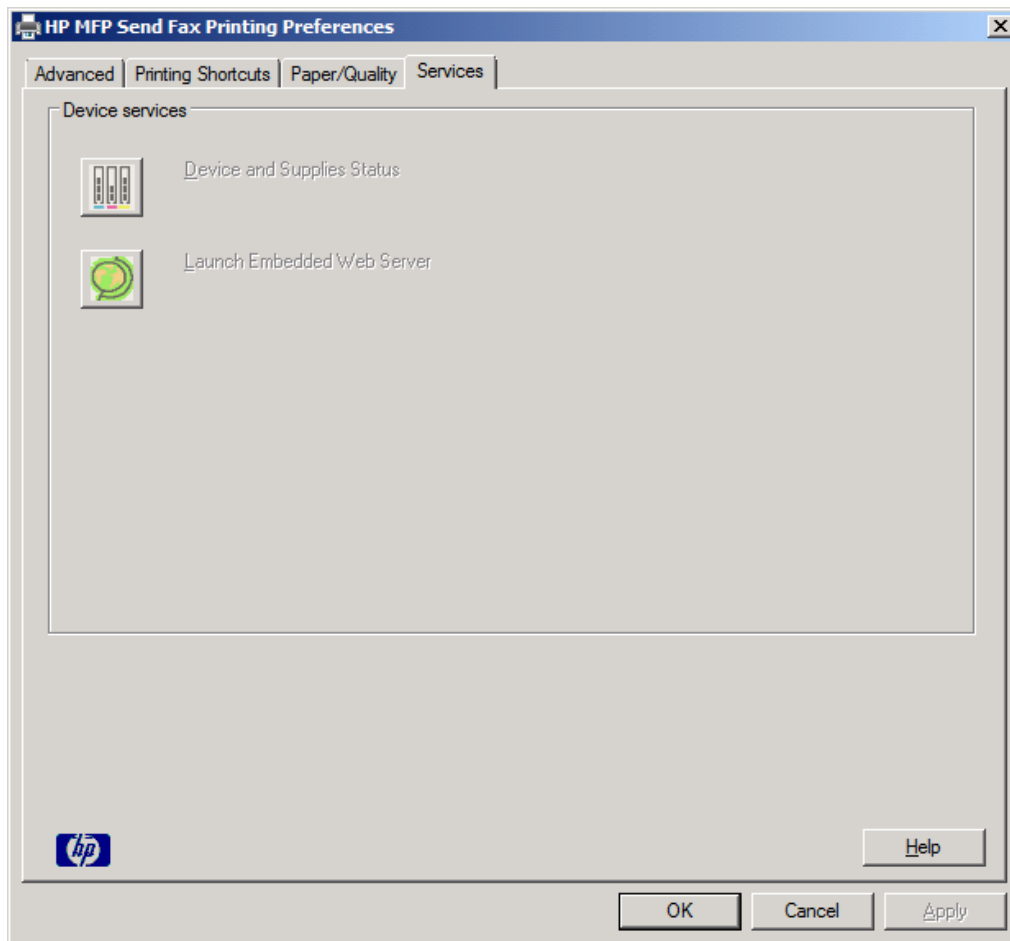 HP MFP Send Fax Printing Preferences
Advanced Printing Shortcuts Paper/Quality Services
Device services
Device and Supplies Status
Launch Embedded Web Server
hp
Help
OK Cancel Apply